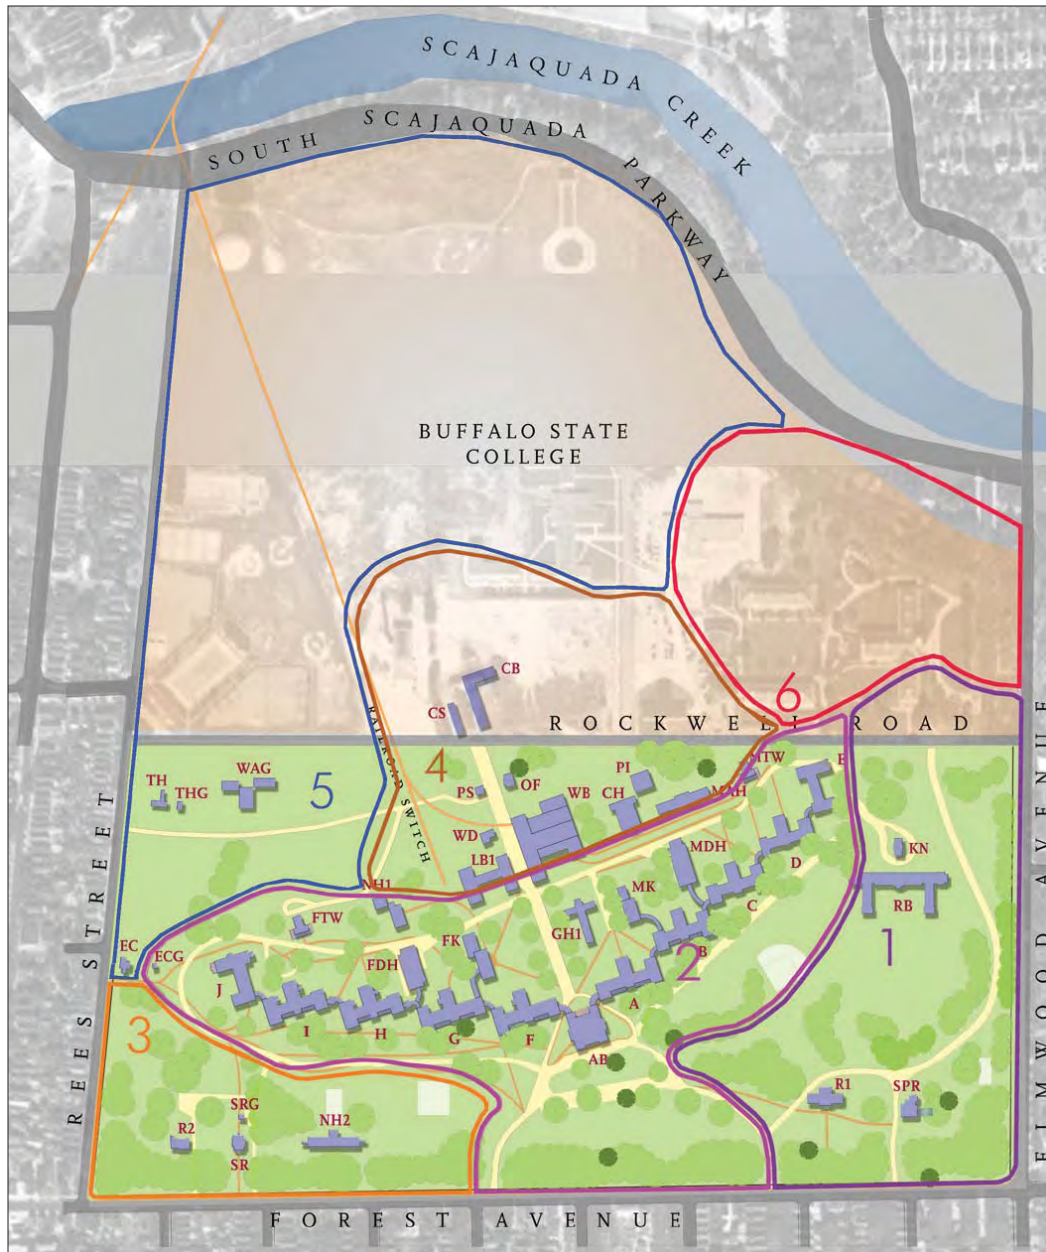 SCAJAQUADA CREEK
SOUTH SCAJAQUADA PARKWAY
BUFFALO STATE
COLLEGE
6
ROCKWELL ROAD
CB
CS
RAILROAD SWITCH
4
5
TH
THG
WAG
PS
OF
PI
CH
WB
MAH
MTW
E
WD
LB1
MDH
D
KN
RB
NH1
MK
C
FTW
GH1
B
2
1
EC
ECG
FDH
FK
J
I
H
G
F
A
AB
3
R1
SPR
SRG
R2
SR
NH2
REES STREET
ELMWOOD AVENUE
FOREST AVENUE